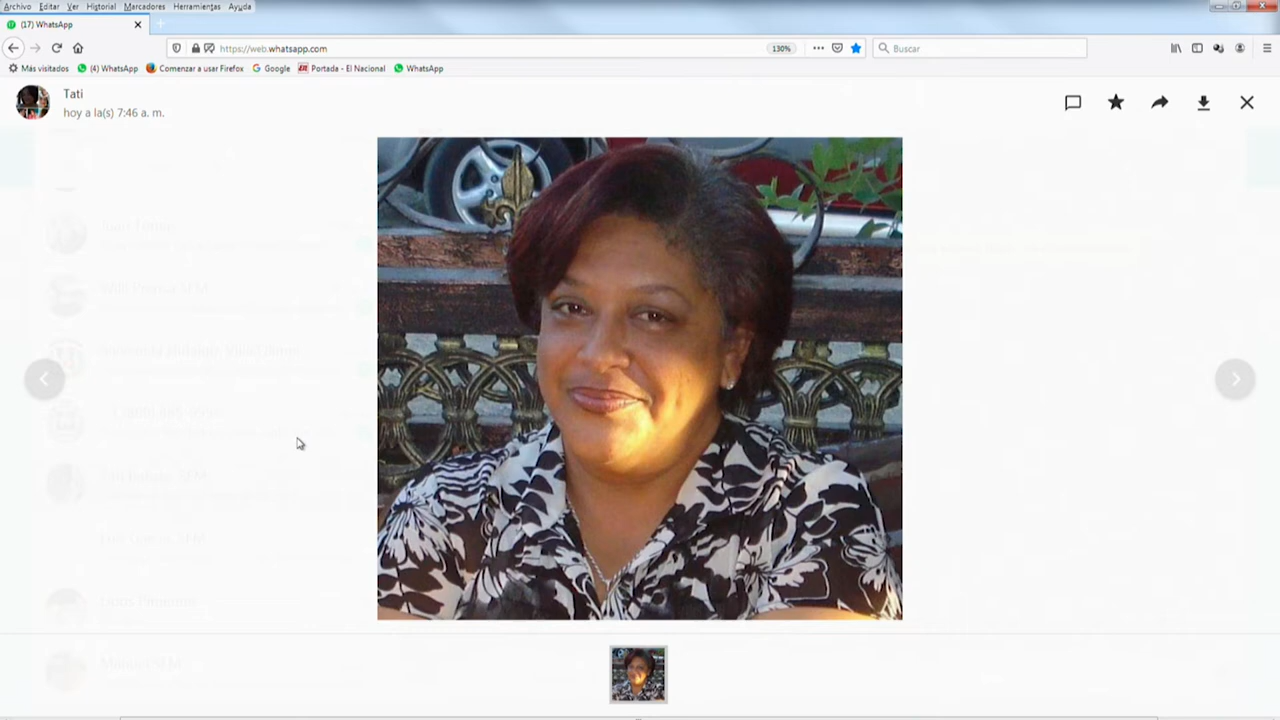 Archivo Editar Ver Historial Marcadores Herramientas Ayuda
(17) WhatsApp
https://web.whatsapp.com
130%
Buscar
Más visitados (4) WhatsApp Comenzar a usar Firefox Google Portada - El Nacional WhatsApp
Tati
hoy a la(s) 7:46 a. m.